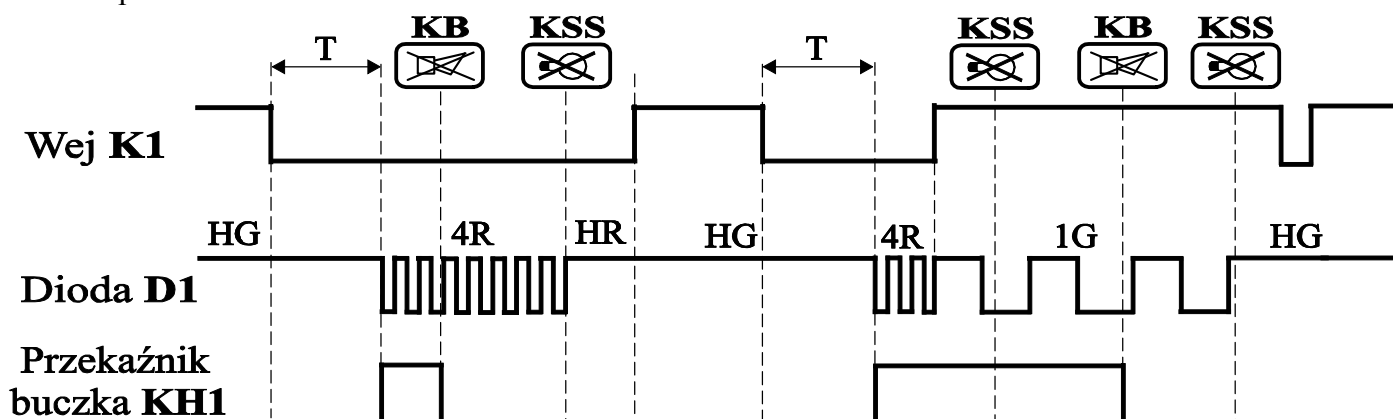 KB KSS KSS KB KSS
T T
Wej K1
HG 4R HR HG 4R 1G HG
Dioda D1
Przekaźnik
buczka KH1